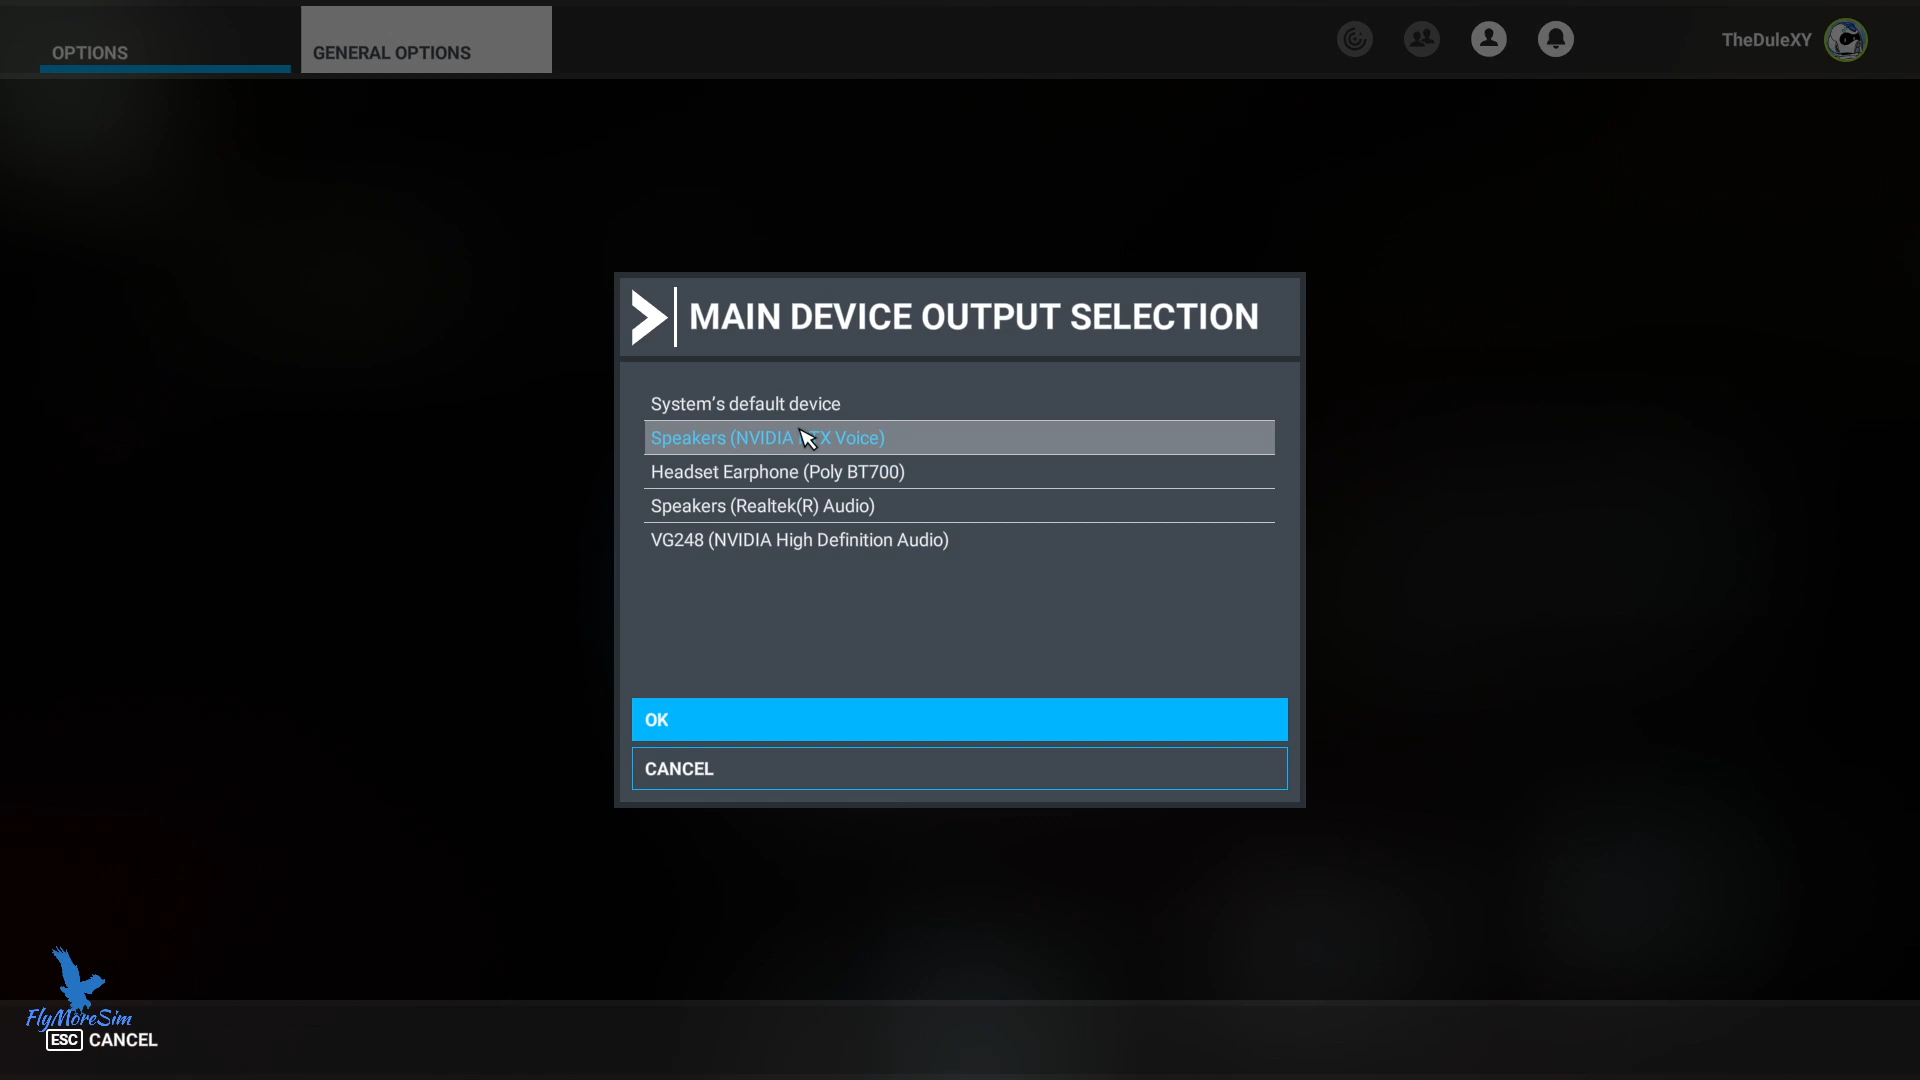 OPTIONS
GENERAL OPTIONS
TheDuleXY
MAIN DEVICE OUTPUT SELECTION
System's default device
Speakers (NVIDIA RTX Voice)
Headset Earphone (Poly BT700)
Speakers (Realtek(R) Audio)
VG248 (NVIDIA High Definition Audio)
OK
CANCEL
FlyMoreSim
ESC CANCEL